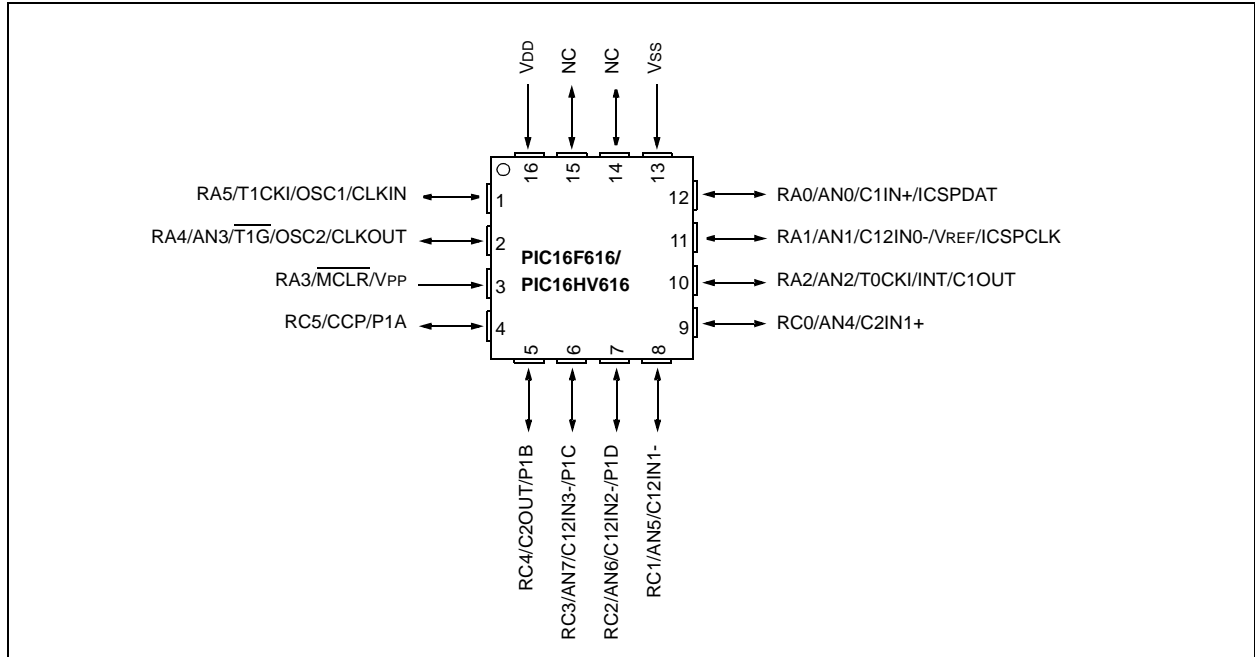 VDD
NC
NC
VSS
16
15
14
13
RA5/T1CKI/OSC1/CLKIN
1
12
RA0/AN0/C1IN+/ICSPDAT
RA4/AN3/T1G/OSC2/CLKOUT
2
11
RA1/AN1/C12IN0-/VREF/ICSPCLK
PIC16F616/
PIC16HV616
RA3/MCLR/VPP
3
10
RA2/AN2/T0CKI/INT/C1OUT
RC5/CCP/P1A
4
9
RC0/AN4/C2IN1+
5
6
7
8
RC4/C2OUT/P1B
RC3/AN7/C12IN3-/P1C
RC2/AN6/C12IN2-/P1D
RC1/AN5/C12IN1-